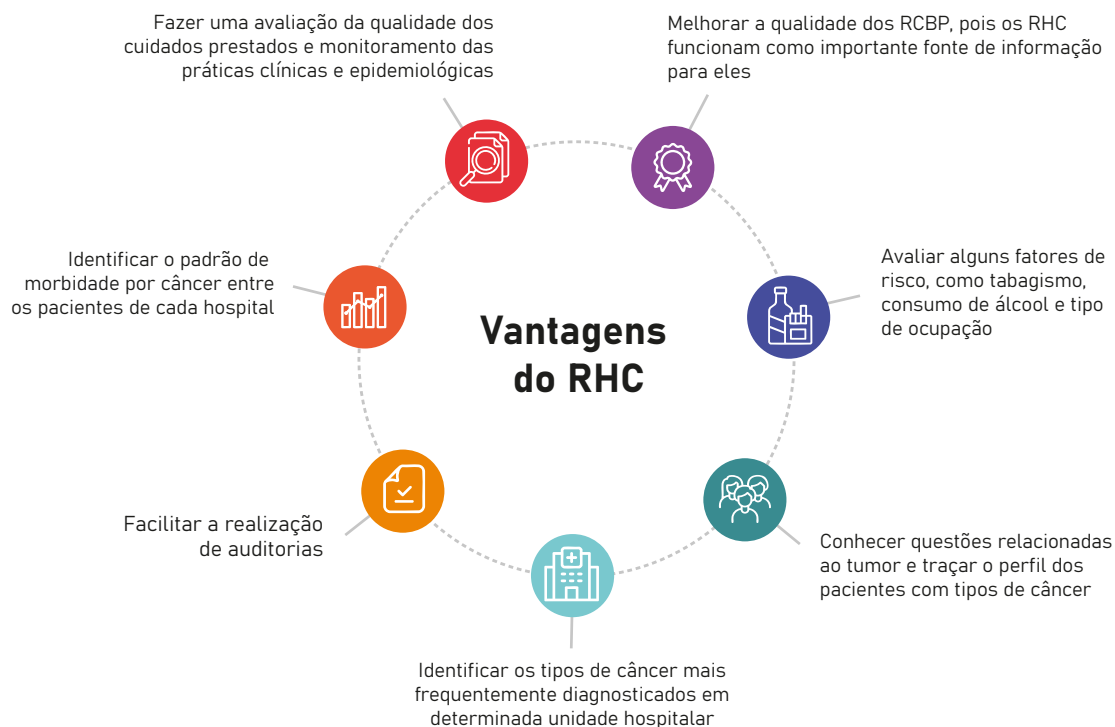 Fazer uma avaliação da qualidade dos
cuidados prestados e monitoramento das
práticas clínicas e epidemiológicas
Melhorar a qualidade dos RCBP, pois os RHC
funcionam como importante fonte de informação
para eles
Identificar o padrão de
morbidade por câncer entre
os pacientes de cada hospital
Avaliar alguns fatores de
risco, como tabagismo,
consumo de álcool e tipo
de ocupação
Vantagens
do RHC
Facilitar a realização
de auditorias
Conhecer questões relacionadas
ao tumor e traçar o perfil dos
pacientes com tipos de câncer
Identificar os tipos de câncer mais
frequentemente diagnosticados em
determinada unidade hospitalar